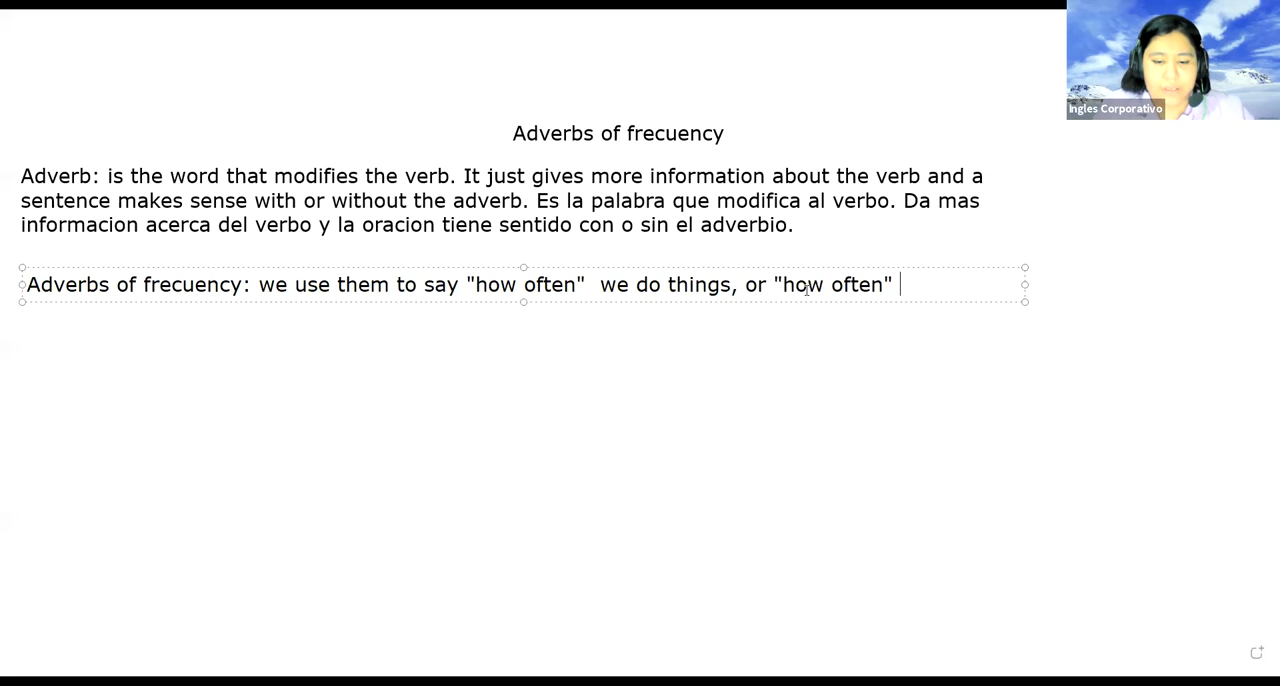 Ingles Corporativo
Adverbs of frecuency
Adverb: is the word that modifies the verb. It just gives more information about the verb and a
sentence makes sense with or without the adverb. Es la palabra que modifica al verbo. Da mas
informacion acerca del verbo y la oracion tiene sentido con o sin el adverbio.
Adverbs of frecuency: we use them to say "how often"  we do things, or "how often"